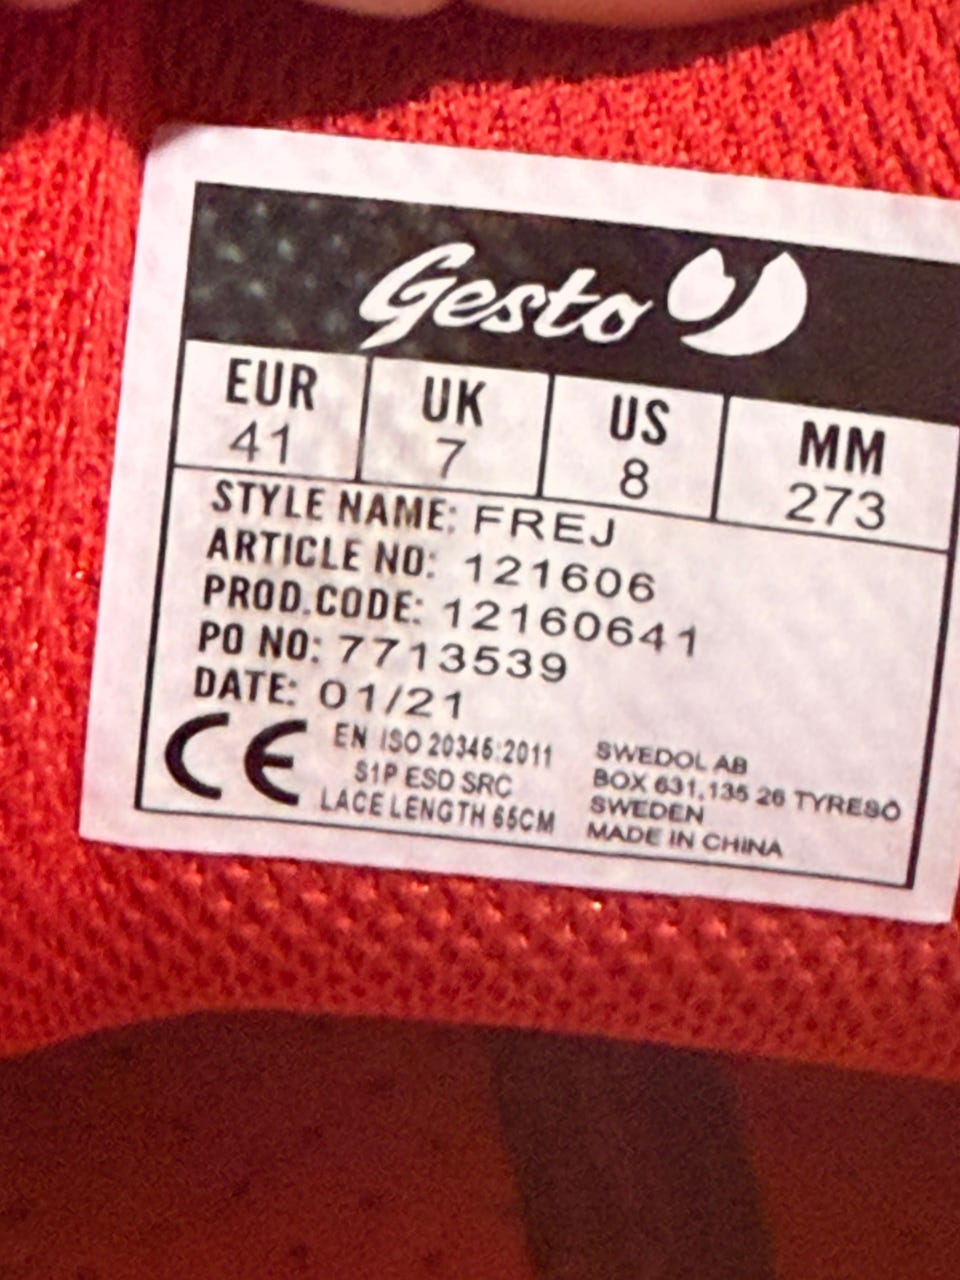 Gesto
EUR UK US MM
41 7 8 273
STYLE NAME: FREJ
ARTICLE NO: 121606
PROD.CODE: 12160641
PO NO: 7713539
DATE: 01/21
CE
EN ISO 20345:2011
S1P ESD SRC
LACE LENGTH 65CM
SWEDOL AB
BOX 631,135 26 TYRESÖ
SWEDEN
MADE IN CHINA